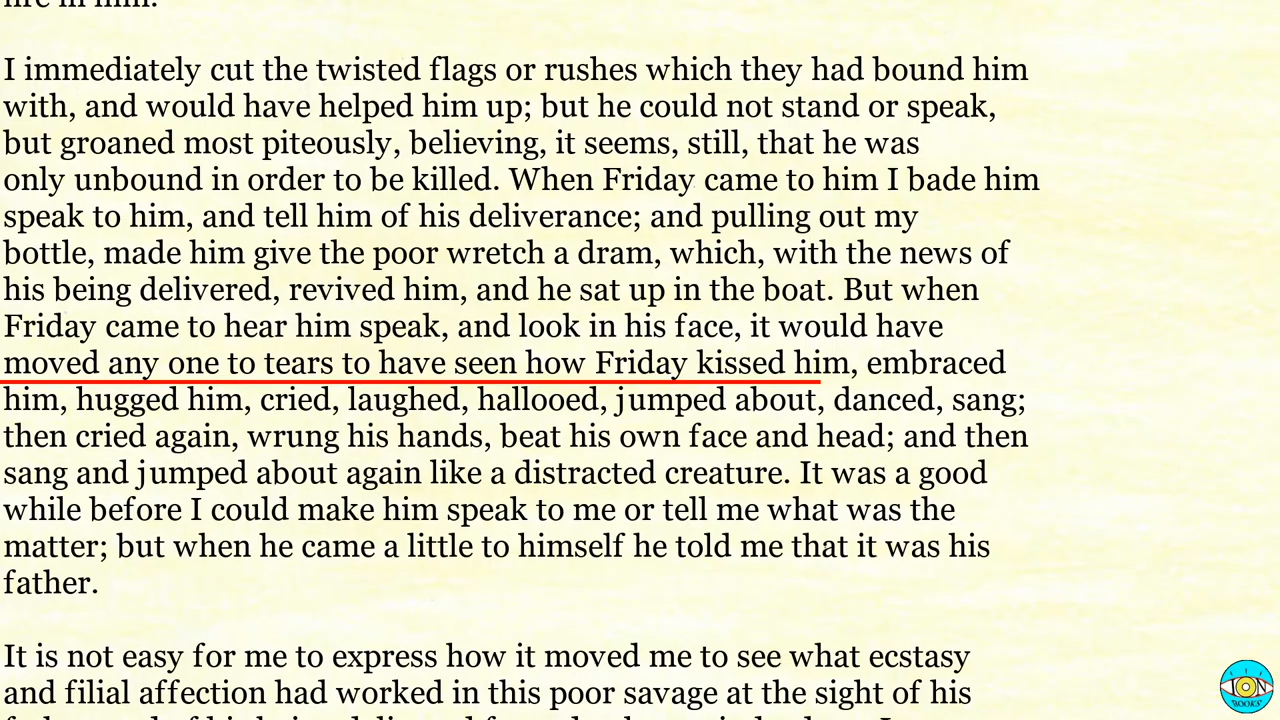 life in him.
I immediately cut the twisted flags or rushes which they had bound him
with, and would have helped him up; but he could not stand or speak,
but groaned most piteously, believing, it seems, still, that he was
only unbound in order to be killed. When Friday came to him I bade him
speak to him, and tell him of his deliverance; and pulling out my
bottle, made him give the poor wretch a dram, which, with the news of
his being delivered, revived him, and he sat up in the boat. But when
Friday came to hear him speak, and look in his face, it would have
moved any one to tears to have seen how Friday kissed him, embraced
him, hugged him, cried, laughed, hallooed, jumped about, danced, sang;
then cried again, wrung his hands, beat his own face and head; and then
sang and jumped about again like a distracted creature. It was a good
while before I could make him speak to me or tell me what was the
matter; but when he came a little to himself he told me that it was his
father.
It is not easy for me to express how it moved me to see what ecstasy
and filial affection had worked in this poor savage at the sight of his
ION
BOOKS